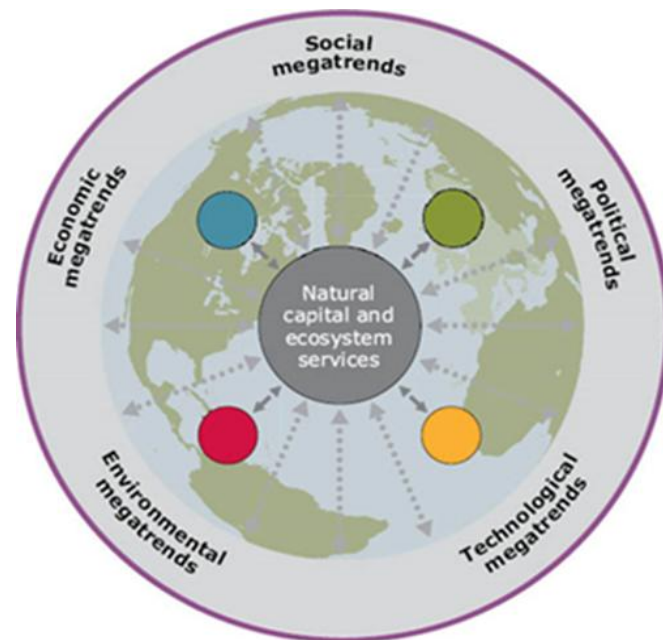 Social
megatrends
Economic
megatrends
Political
megatrends
Natural
capital and
ecosystem
services
Environmental
megatrends
Technological
megatrends